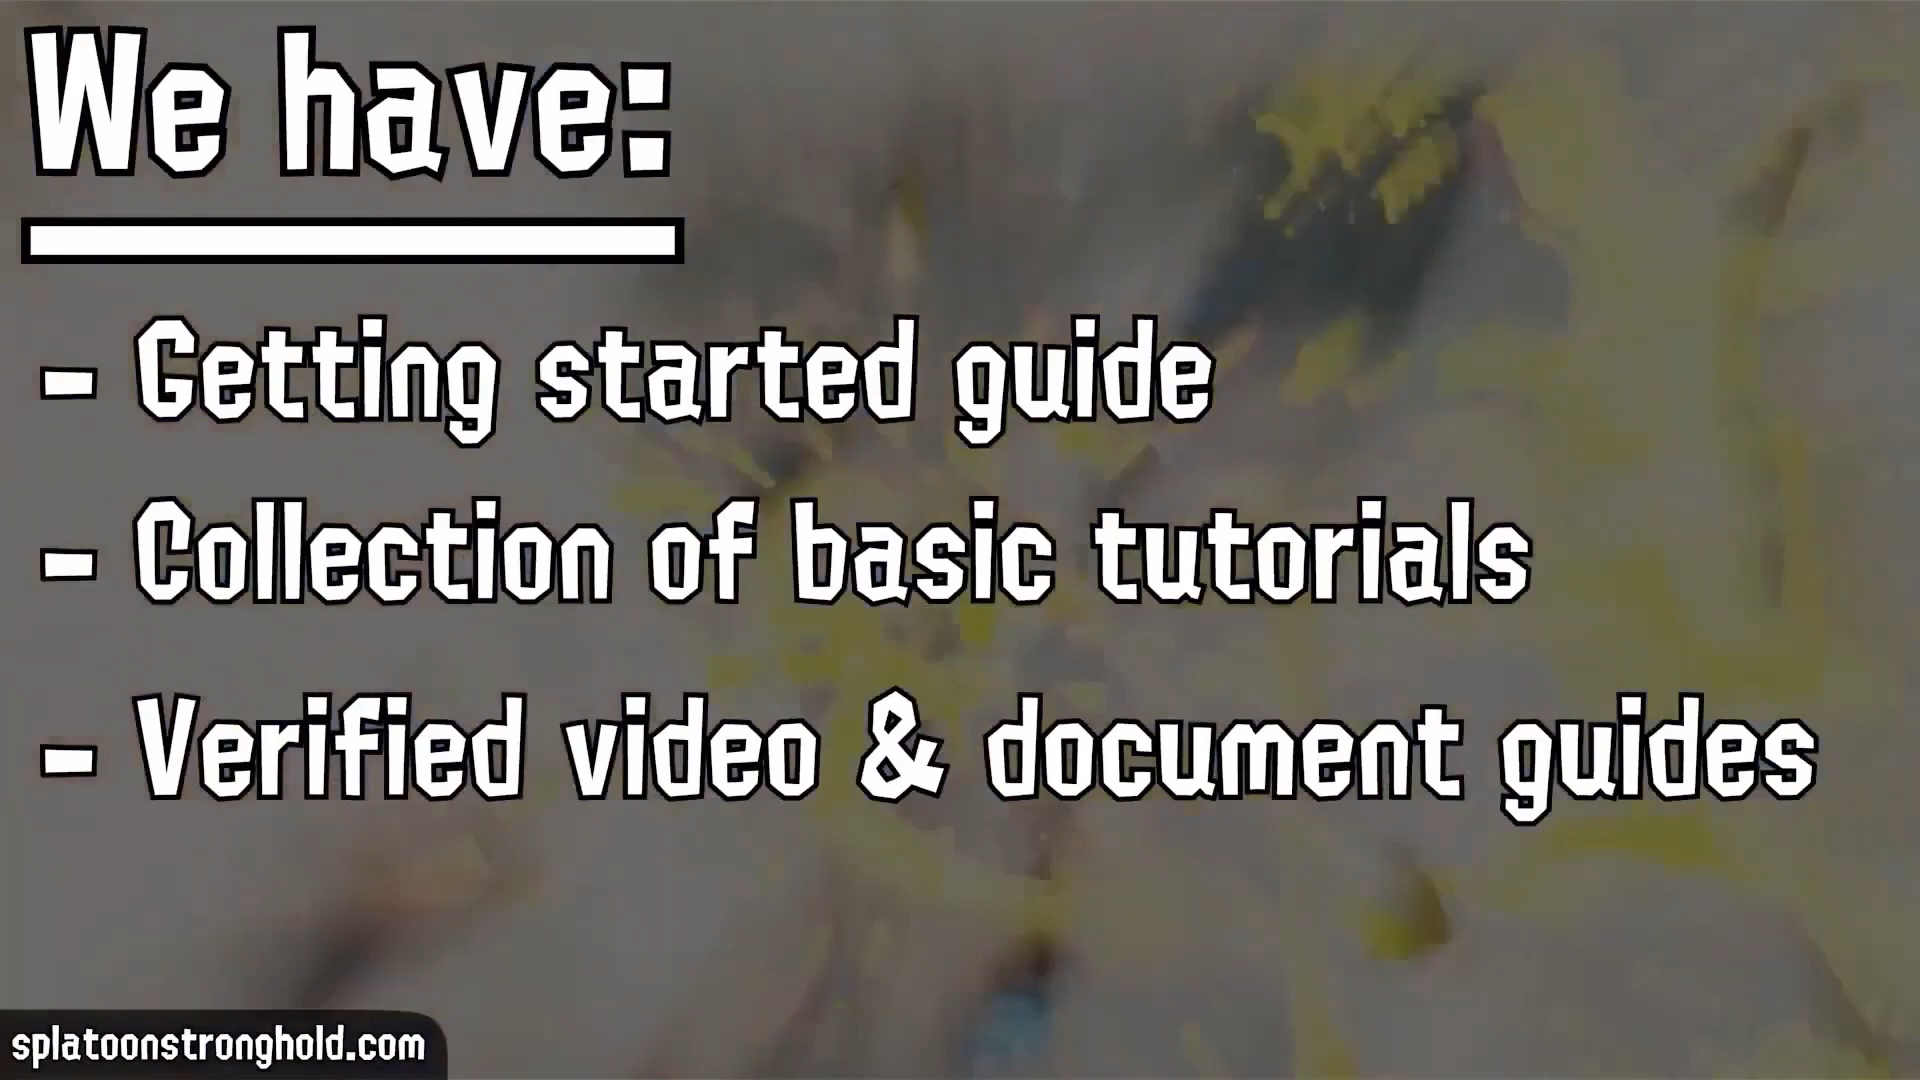 We have:
- Getting started guide
- Collection of basic tutorials
- Verified video & document guides
splatoonstronghold.com